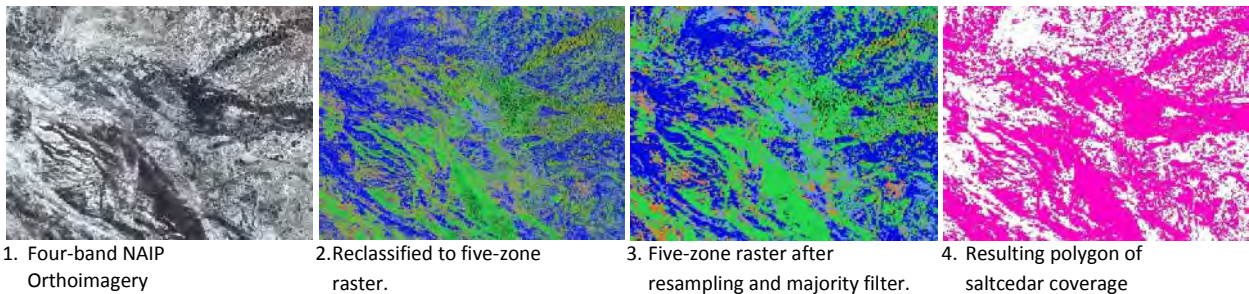 1. Four-band NAIP
Orthoimagery
2.Reclassified to five-zone
raster.
3. Five-zone raster after
resampling and majority filter.
4. Resulting polygon of
saltcedar coverage